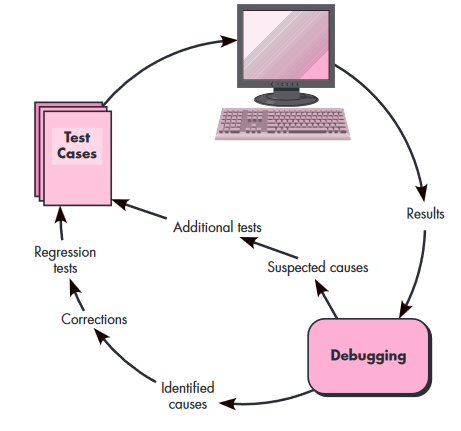 Test
Cases
Results
Additional tests
Regression
tests
Suspected causes
Corrections
Debugging
Identified
causes